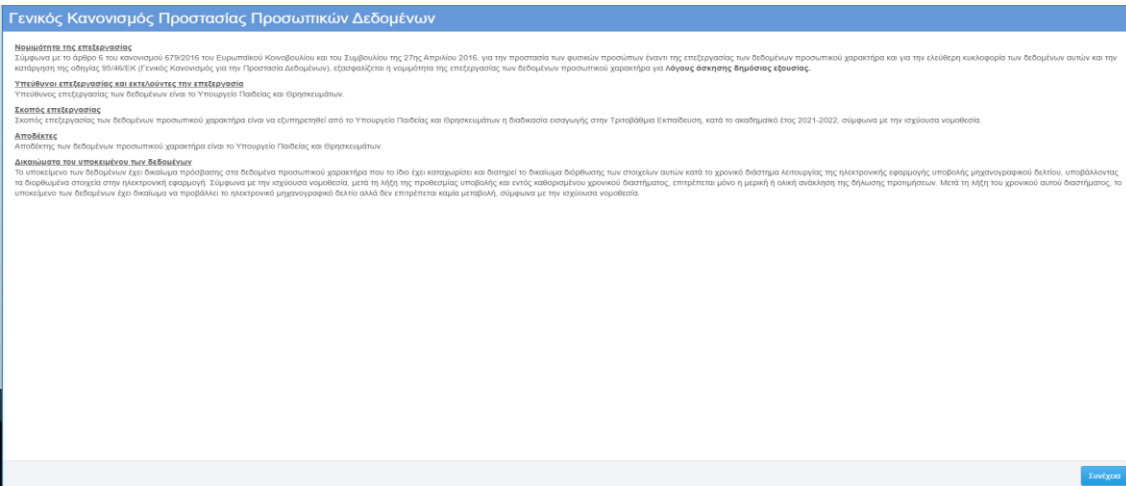 Γενικός Κανονισμός Προστασίας Προσωπικών Δεδομένων
Νομιμότητα της επεξεργασίας
Σύμφωνα με το άρθρο 6 του κανονισμού 679/2016 του Ευρωπαϊκού Κοινοβουλίου και του Συμβουλίου της 27ης Απριλίου 2016, για την προστασία των φυσικών προσώπων έναντι της επεξεργασίας των δεδομένων προσωπικού χαρακτήρα και για την ελεύθερη κυκλοφορία των δεδομένων αυτών και την
κατάργηση της οδηγίας 95/46/ΕΚ (Γενικός Κανονισμός για την Προστασία Δεδομένων), εξασφαλίζεται η νομιμότητα της επεξεργασίας των δεδομένων προσωπικού χαρακτήρα για Λόγους άσκησης δημόσιας εξουσίας.
Υπεύθυνοι επεξεργασίας και εκτελούντες την επεξεργασία
Υπεύθυνος επεξεργασίας των δεδομένων είναι το Υπουργείο Παιδείας και Θρησκευμάτων.
Σκοπός επεξεργασίας
Σκοπός επεξεργασίας των δεδομένων προσωπικού χαρακτήρα είναι να εξυπηρετηθεί από το Υπουργείο Παιδείας και Θρησκευμάτων η διαδικασία εισαγωγής στην Τριτοβάθμια Εκπαίδευση, κατά το ακαδημαϊκό έτος 2021-2022, σύμφωνα με την ισχύουσα νομοθεσία.
Αποδέκτες
Αποδέκτης των δεδομένων προσωπικού χαρακτήρα είναι το Υπουργείο Παιδείας και Θρησκευμάτων.
Δικαιώματα του υποκειμένου των δεδομένων
Το υποκείμενο των δεδομένων έχει δικαίωμα πρόσβασης στα δεδομένα προσωπικού χαρακτήρα που το ίδιο έχει καταχωρίσει και διατηρεί το δικαίωμα διόρθωσης των στοιχείων αυτών κατά το χρονικό διάστημα λειτουργίας της ηλεκτρονικής εφαρμογής υποβολής μηχανογραφικού δελτίου, υποβάλλοντας
τα διορθωμένα στοιχεία στην ηλεκτρονική εφαρμογή. Σύμφωνα με την ισχύουσα νομοθεσία, μετά τη λήξη της προθεσμίας υποβολής και εντός καθορισμένου χρονικού διαστήματος, επιτρέπεται μόνο η μερική ή ολική ανάκληση της δήλωσης προτιμήσεων. Μετά τη λήξη του χρονικού αυτού διαστήματος, το
υποκείμενο των δεδομένων έχει δικαίωμα να προβάλλει το ηλεκτρονικό μηχανογραφικό δελτίο αλλά δεν επιτρέπεται καμία μεταβολή, σύμφωνα με την ισχύουσα νομοθεσία.
Συνέχεια